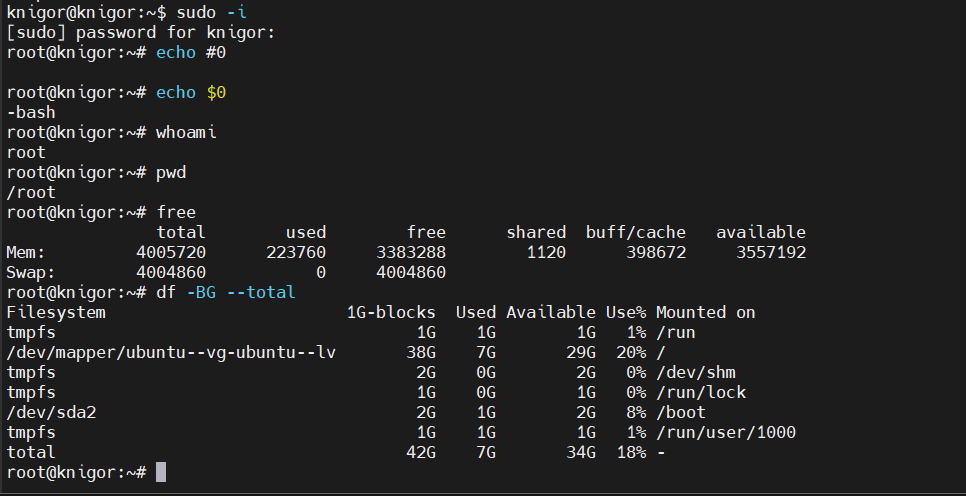 knigor@knigor:~$ sudo -i
[sudo] password for knigor:
root@knigor:~# echo #0
root@knigor:~# echo $0
-bash
root@knigor:~# whoami
root
root@knigor:~# pwd
/root
root@knigor:~# free
               total        used        free      shared  buff/cache   available
Mem:         4005720      223760     3383288        1120      398672     3557192
Swap:        4004860           0     4004860
root@knigor:~# df -BG --total
Filesystem                        1G-blocks  Used Available Use% Mounted on
tmpfs                                    1G    1G        1G   1% /run
/dev/mapper/ubuntu--vg-ubuntu--lv       38G    7G       29G  20% /
tmpfs                                    2G    0G        2G   0% /dev/shm
tmpfs                                    1G    0G        1G   0% /run/lock
/dev/sda2                                2G    1G        2G   8% /boot
tmpfs                                    1G    1G        1G   1% /run/user/1000
total                                   42G    7G       34G  18% -
root@knigor:~#